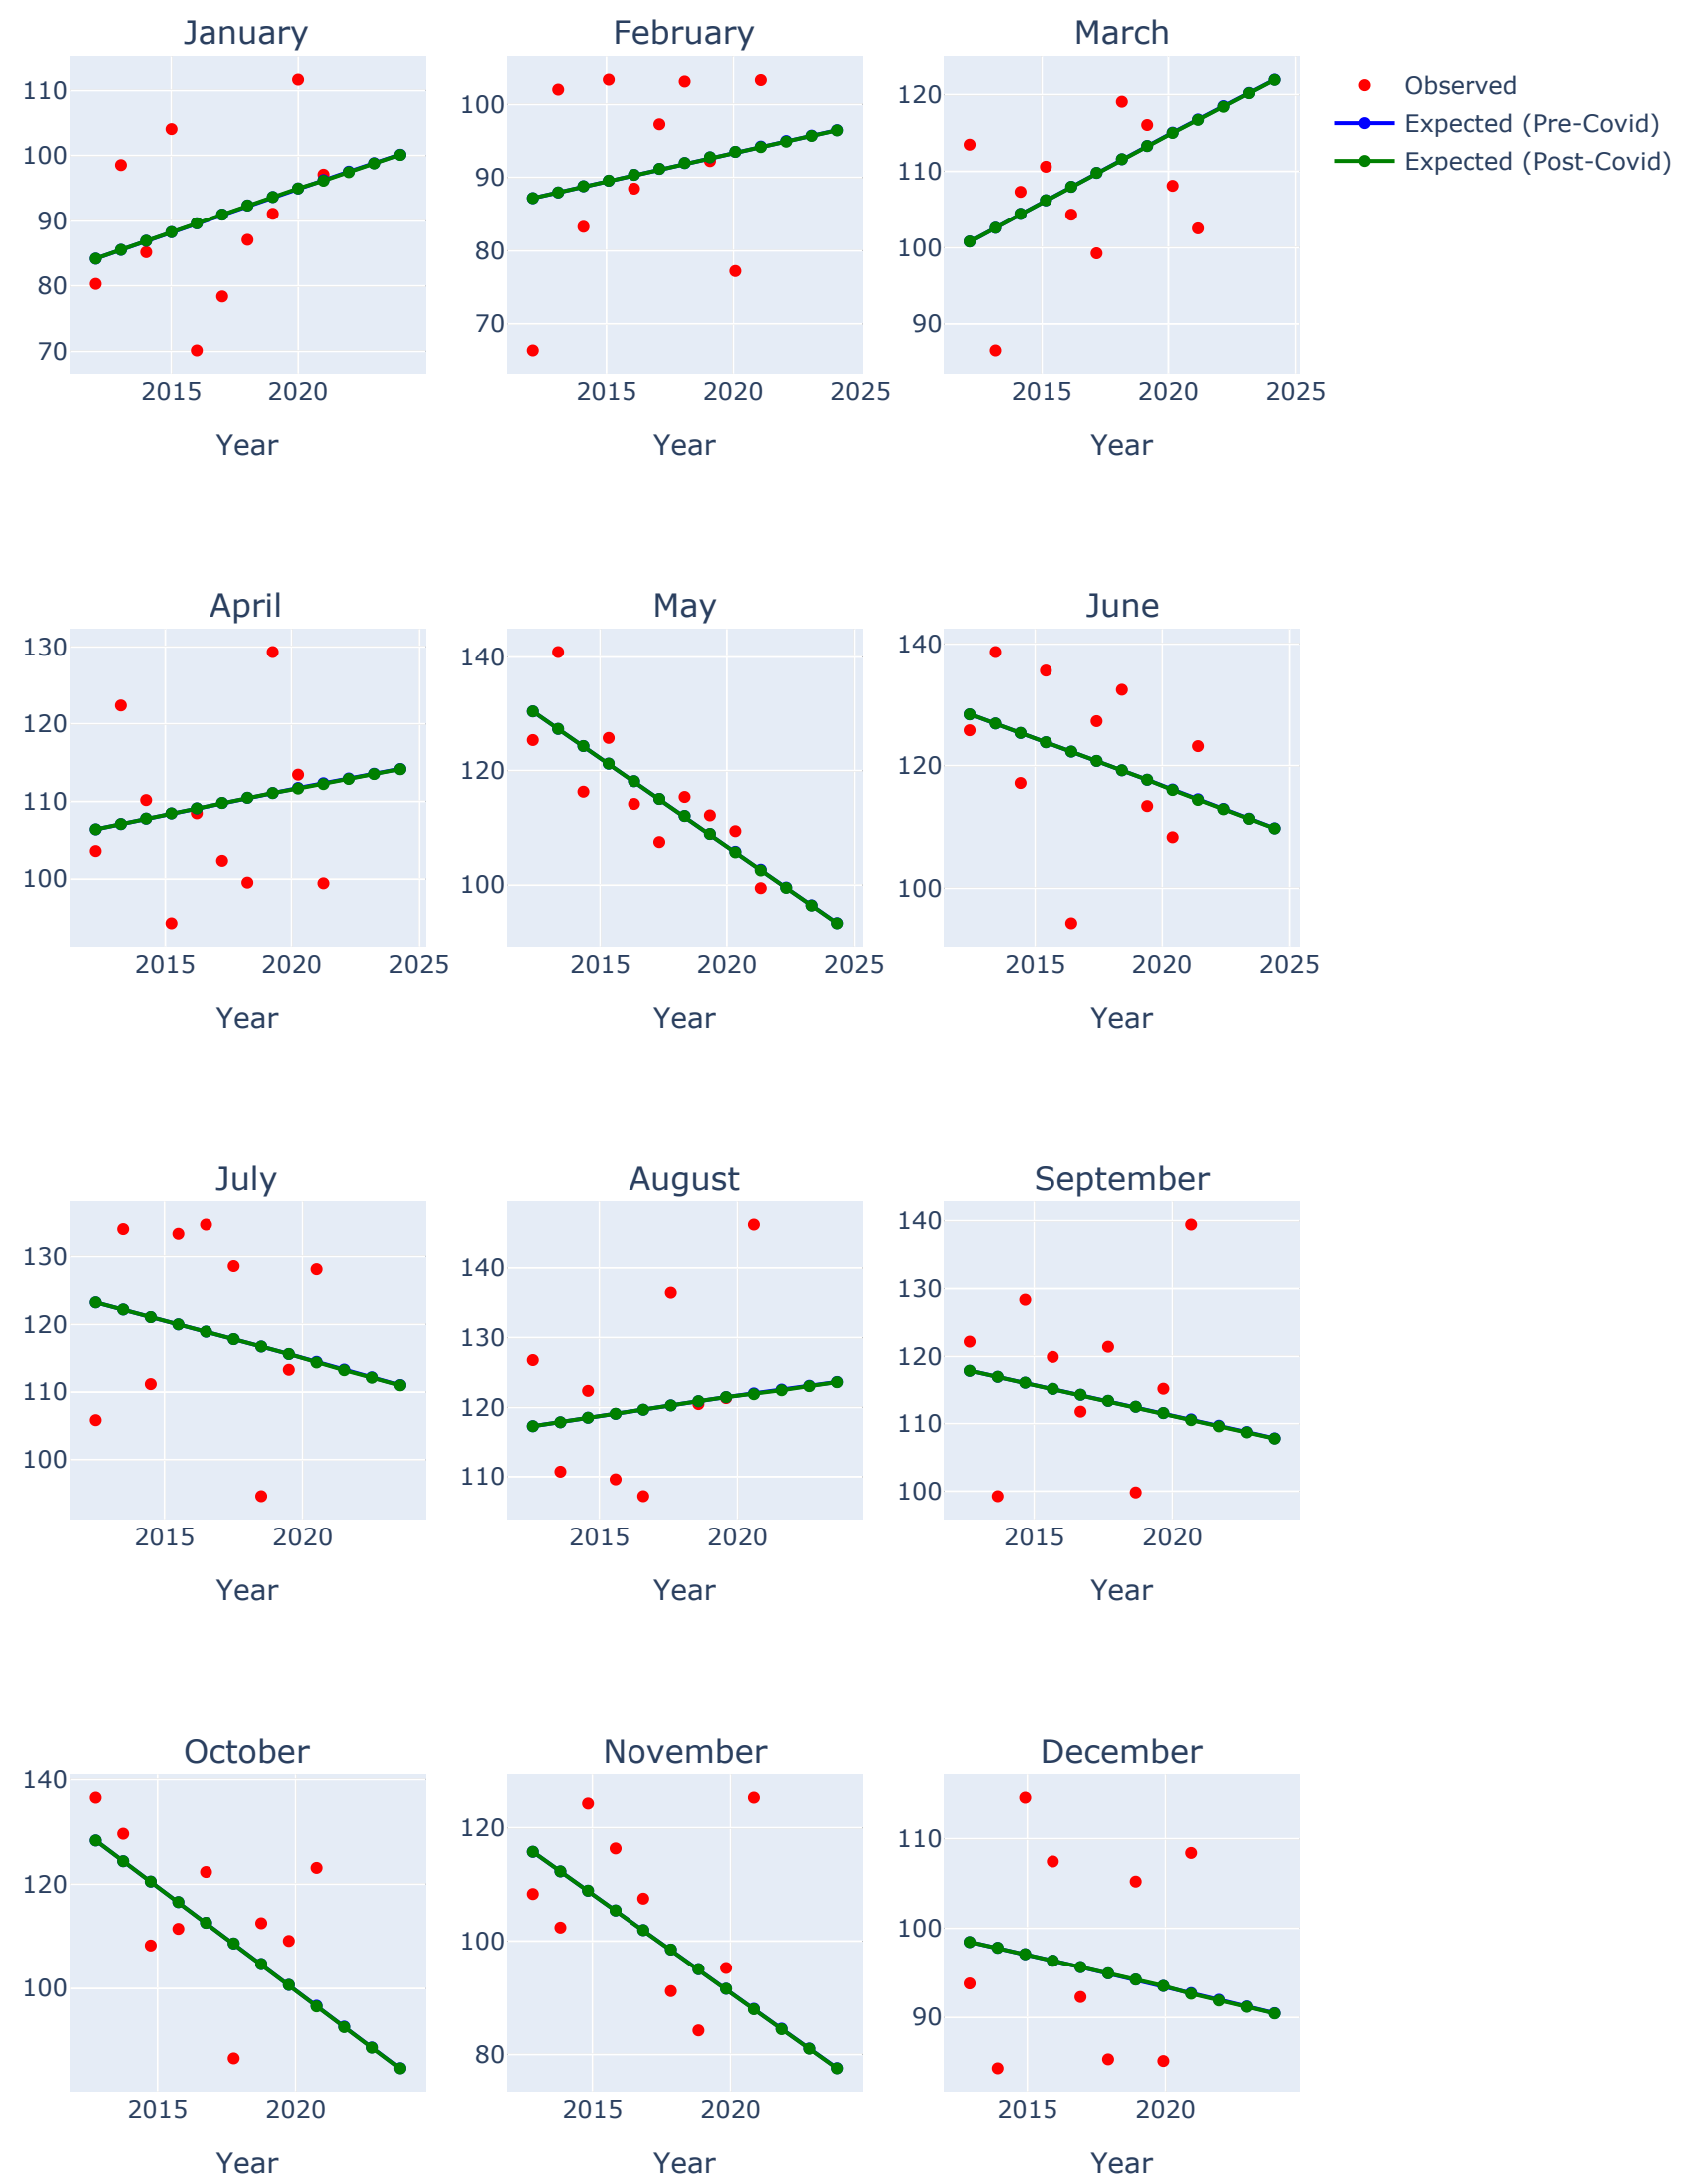 January February March
110
100
90
80
70
2015 2020
Year
100
90
80
70
2015 2020 2025
Year
120
110
100
90
2015 2020 2025
Year
Observed
Expected (Pre-Covid)
Expected (Post-Covid)
April May June
130
120
110
100
2015 2020 2025
Year
140
120
100
2015 2020 2025
Year
140
120
100
2015 2020 2025
Year
July August September
130
120
110
100
2015 2020
Year
140
130
120
110
2015 2020
Year
140
130
120
110
100
2015 2020
Year
October November December
140
120
100
2015 2020
Year
120
100
80
2015 2020
Year
110
100
90
2015 2020
Year